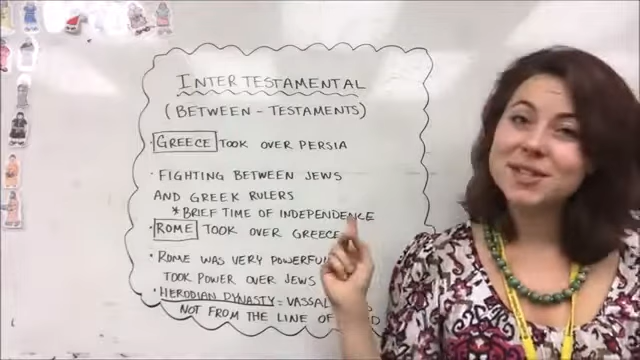 INTERTESTAMENTAL
(BETWEEN - TESTAMENTS)
· GREECE TOOK OVER PERSIA
· FIGHTING BETWEEN JEWS
AND GREEK RULERS
* BRIEF TIME OF INDEPENDENCE
· ROME TOOK OVER GREECE
· ROME WAS VERY POWERFUL
TOOK POWER OVER JEWS
· HERODIAN DYNASTY = VASSAL
NOT FROM THE LINE OF